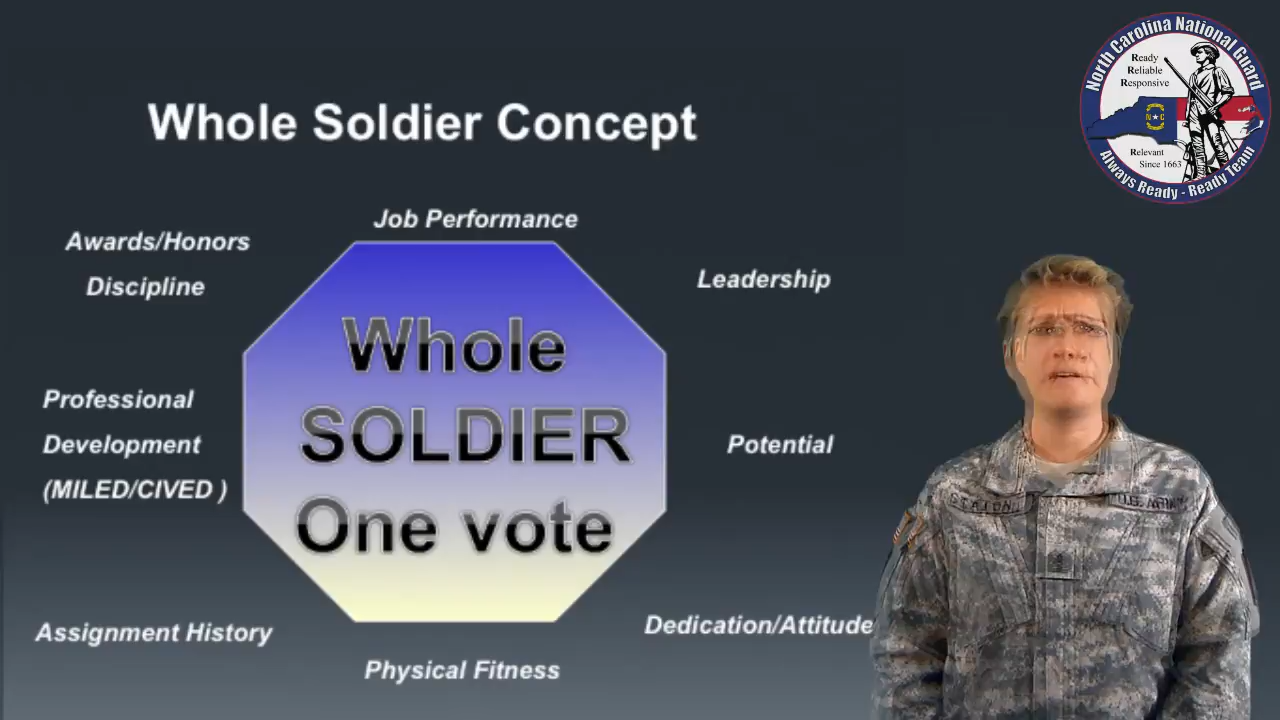 Whole Soldier Concept
Job Performance
Awards/Honors
Discipline
Leadership
Whole
SOLDIER
One vote
Professional
Development
(MILED/CIVED )
Potential
Assignment History
Dedication/Attitude
Physical Fitness
North Carolina National Guard
Ready
Reliable
Responsive
N C
Relevant
Since 1663
Always Ready - Ready Team
U.S. ARMY